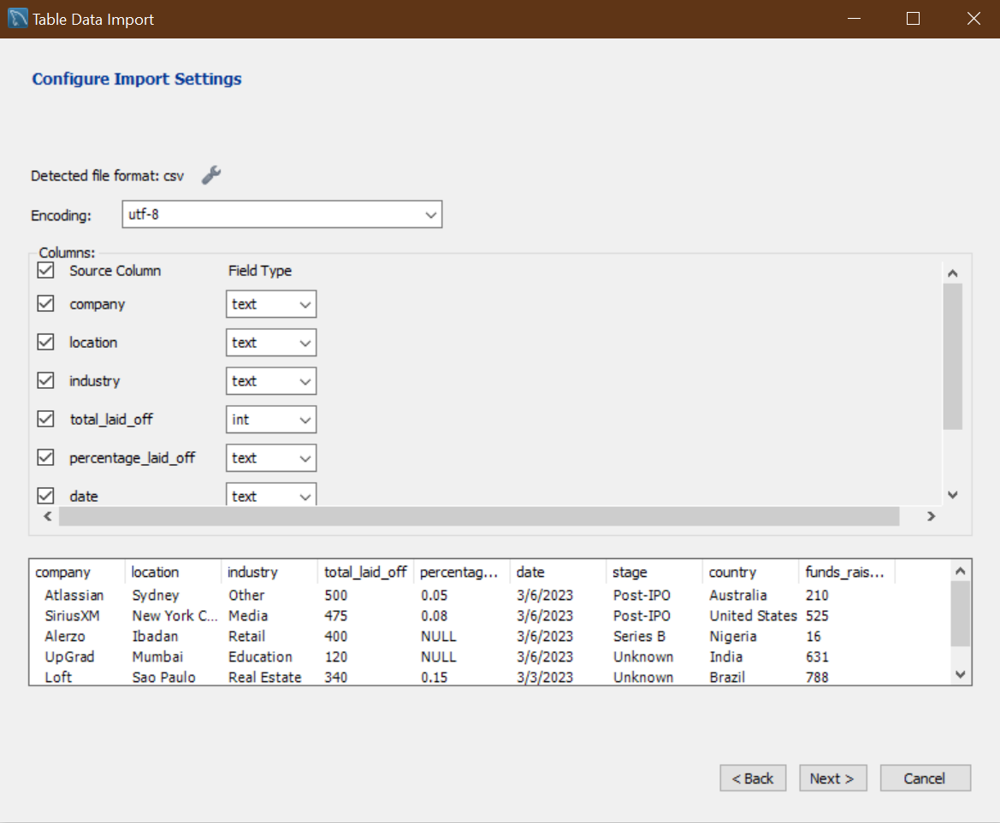 Table Data Import
Configure Import Settings
Detected file format: csv
Encoding: utf-8
Columns:
Source Column Field Type
company text
location text
industry text
total_laid_off int
percentage_laid_off text
date text
company location industry total_laid_off percentag... date stage country funds_rais...
Atlassian Sydney Other 500 0.05 3/6/2023 Post-IPO Australia 210
SiriusXM New York C... Media 475 0.08 3/6/2023 Post-IPO United States 525
Alerzo Ibadan Retail 400 NULL 3/6/2023 Series B Nigeria 16
UpGrad Mumbai Education 120 NULL 3/6/2023 Unknown India 631
Loft Sao Paulo Real Estate 340 0.15 3/3/2023 Unknown Brazil 788
< Back Next > Cancel